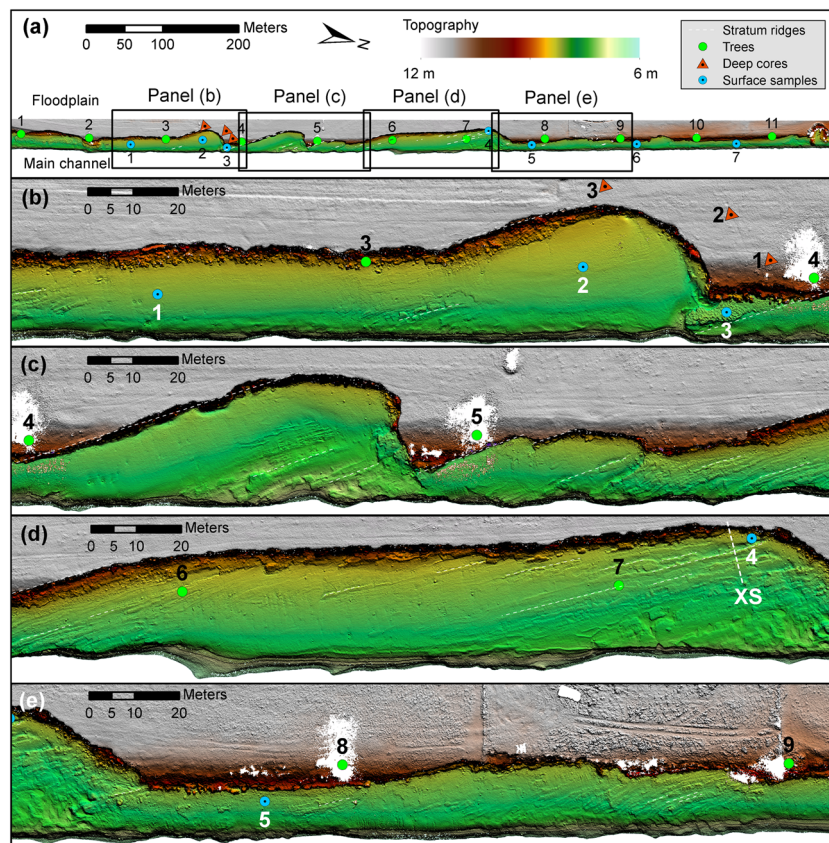 (a)
Meters
0 50 100 200
N
Topography
12 m 6 m
Stratum ridges
Trees
Deep cores
Surface samples
Floodplain
Panel (b) Panel (c) Panel (d) Panel (e)
1 2 3 4 5 6 7 8 9 10 11
Main channel
1 2 3 4 5 6 7
(b)
Meters
0 5 10 20
3
2
3
1
4
2
1
3
(c)
Meters
0 5 10 20
4
5
(d)
Meters
0 5 10 20
4
6
7
XS
(e)
Meters
0 5 10 20
8
9
5